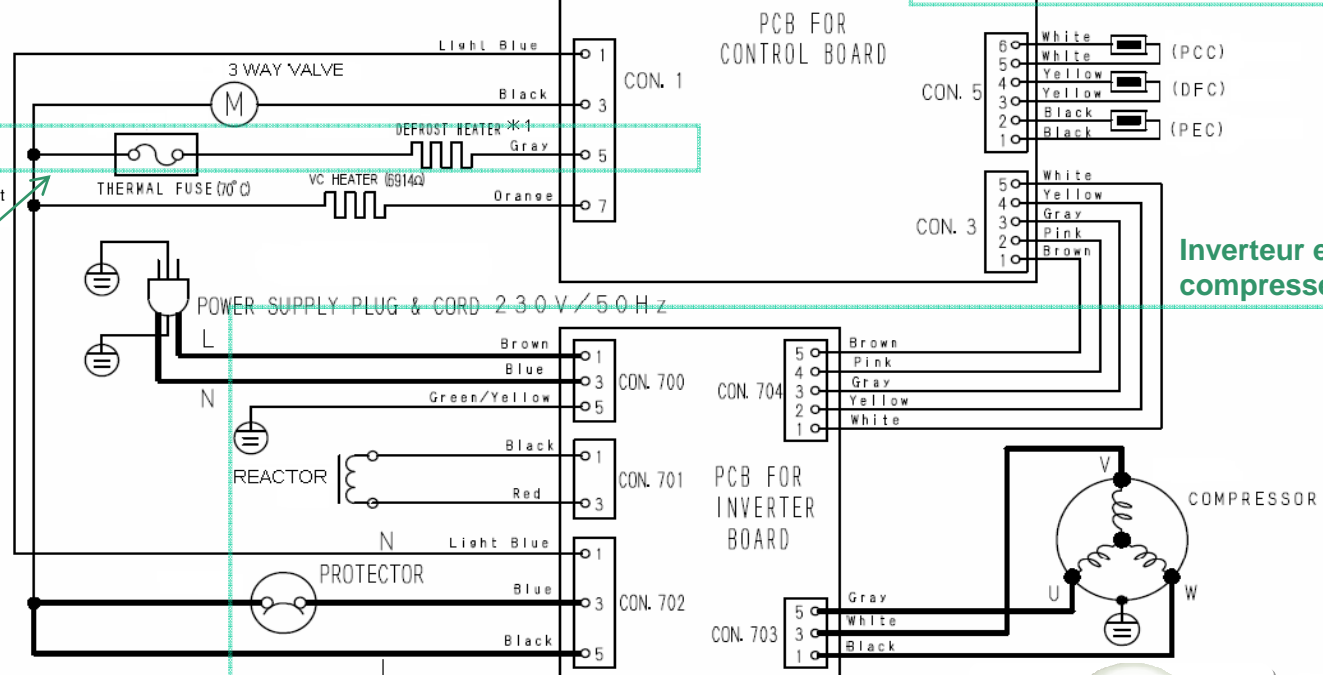 PCB FOR
CONTROL BOARD
Light Blue
1
CON. 1
3 WAY VALVE
M
Black
3
DEFROST HEATER ※1
Gray
5
THERMAL FUSE (70°C)
VC HEATER (6914Ω)
Orange
7
t
CON. 5
6 White
5 White
(PCC)
4 Yellow
3 Yellow
(DFC)
2 Black
1 Black
(PEC)
CON. 3
5 White
4 Yellow
3 Gray
2 Pink
1 Brown
Inverteur e
compresse
POWER SUPPLY PLUG & CORD 230V/50Hz
L
N
Brown
1
Blue
3
CON. 700
Green/Yellow
5
REACTOR
Black
1
CON. 701
Red
3
PCB FOR
INVERTER
BOARD
CON. 704
5 Brown
4 Pink
3 Gray
2 Yellow
1 White
N
Light Blue
1
PROTECTOR
Blue
3
CON. 702
Black
5
L
CON. 703
5 Gray
3 White
1 Black
V
U
W
COMPRESSOR